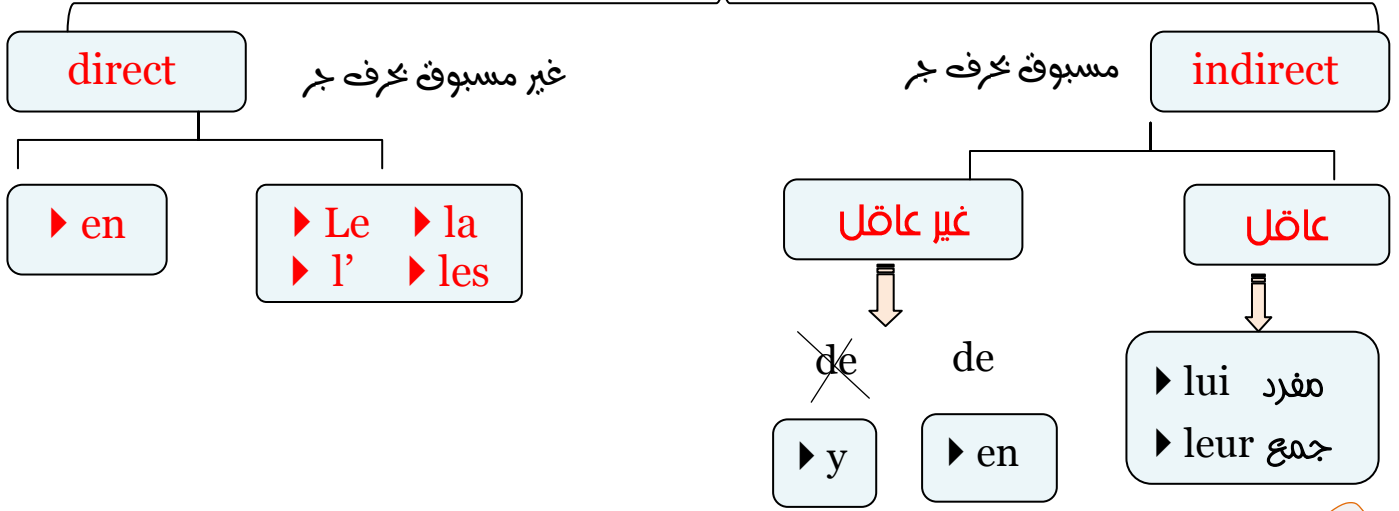 direct
غير مسبوق بحرف جر
مسبوق بحرف جر
indirect
en
Le la
l’ les
غير عاقل
عاقل
de
de
y
en
lui مفرد
leur جمع